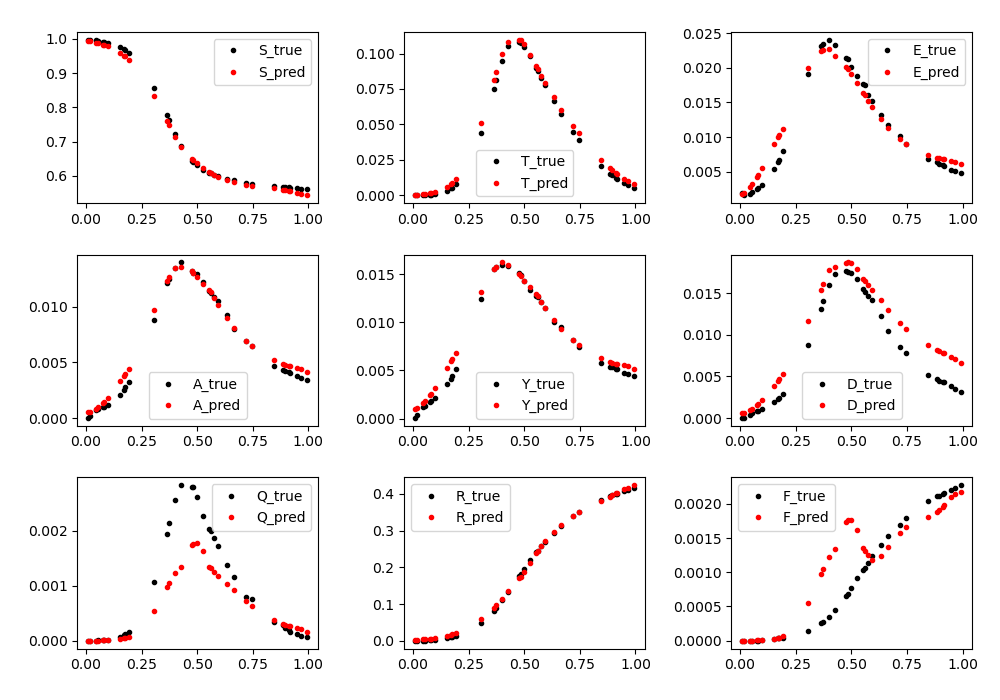 1.0
0.9
0.8
0.7
0.6
S_true
S_pred
0.00 0.25 0.50 0.75 1.00
0.100
0.075
0.050
0.025
0.000
T_true
T_pred
0.00 0.25 0.50 0.75 1.00
0.025
0.020
0.015
0.010
0.005
E_true
E_pred
0.00 0.25 0.50 0.75 1.00
0.010
0.005
0.000
A_true
A_pred
0.00 0.25 0.50 0.75 1.00
0.015
0.010
0.005
0.000
Y_true
Y_pred
0.00 0.25 0.50 0.75 1.00
0.015
0.010
0.005
0.000
D_true
D_pred
0.00 0.25 0.50 0.75 1.00
0.002
0.001
0.000
Q_true
Q_pred
0.00 0.25 0.50 0.75 1.00
0.4
0.3
0.2
0.1
0.0
R_true
R_pred
0.00 0.25 0.50 0.75 1.00
0.0020
0.0015
0.0010
0.0005
0.0000
F_true
F_pred
0.00 0.25 0.50 0.75 1.00